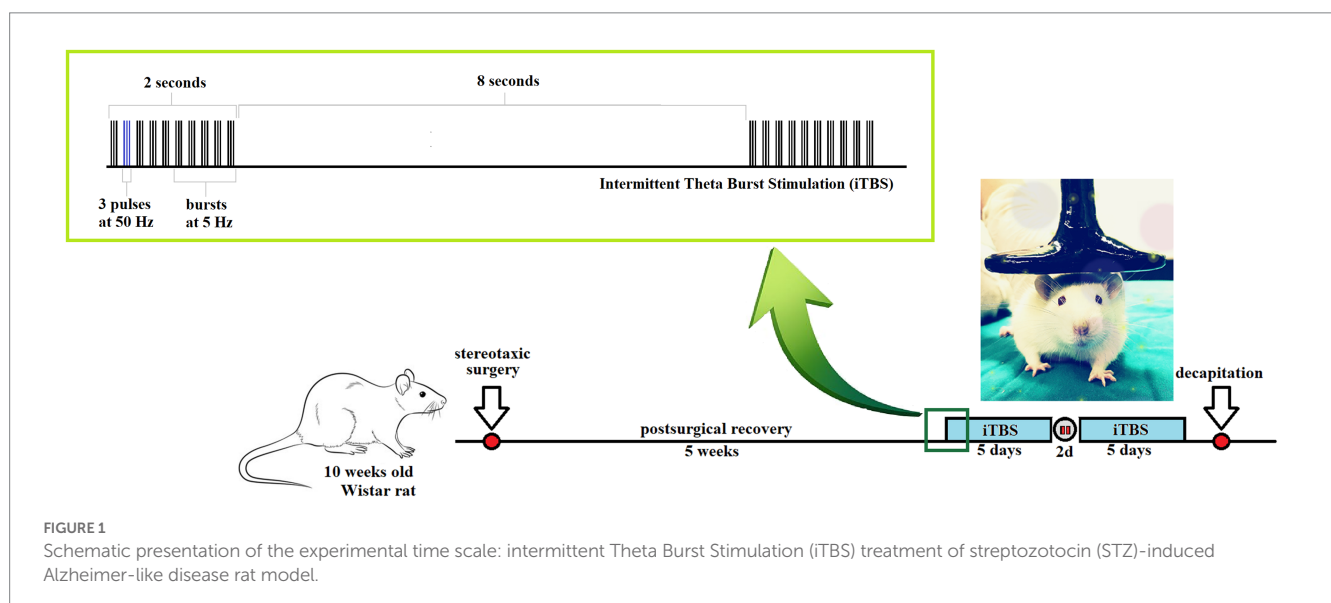 2 seconds
8 seconds
3 pulses
at 50 Hz
bursts
at 5 Hz
Intermittent Theta Burst Stimulation (iTBS)
stereotaxic
surgery
10 weeks old
Wistar rat
postsurgical recovery
5 weeks
iTBS
5 days
2d
iTBS
5 days
decapitation
FIGURE 1
Schematic presentation of the experimental time scale: intermittent Theta Burst Stimulation (iTBS) treatment of streptozotocin (STZ)-induced
Alzheimer-like disease rat model.